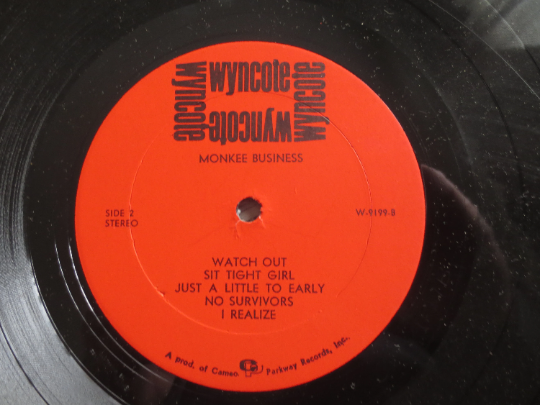 wyncote
wyncote
wyncote
wyncote
wyncote
MONKEE BUSINESS
SIDE 2
STEREO
W-9199-B
WATCH OUT
SIT TIGHT GIRL
JUST A LITTLE TO EARLY
NO SURVIVORS
I REALIZE
A prod. of Cameo Parkway Records, Inc.